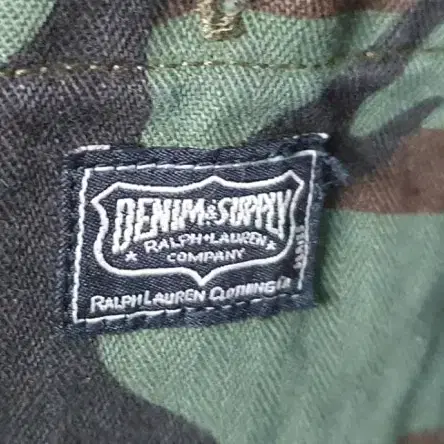 DENIM & SUPPLY
RALPH • LAUREN
★ COMPANY ★
RALPH LAUREN CLOTHING Co.